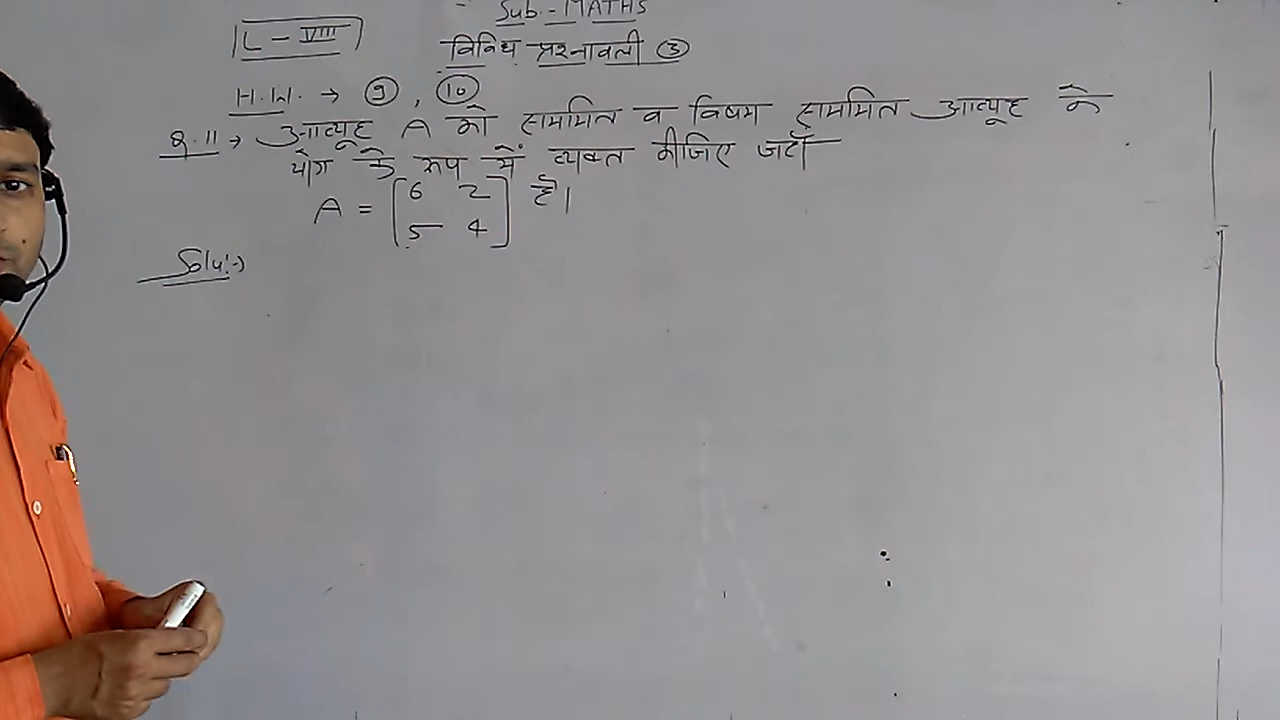 Sub.-MATHS
L-VIII
विविध प्रश्नावली ③
H.W. → ⑨, ⑩
Q.11 → आव्यूह A को सममित व विषम सममित आव्यूह के
योग के रूप में व्यक्त कीजिए जहाँ
A = [6 2
5 4] है।
Solu:-)